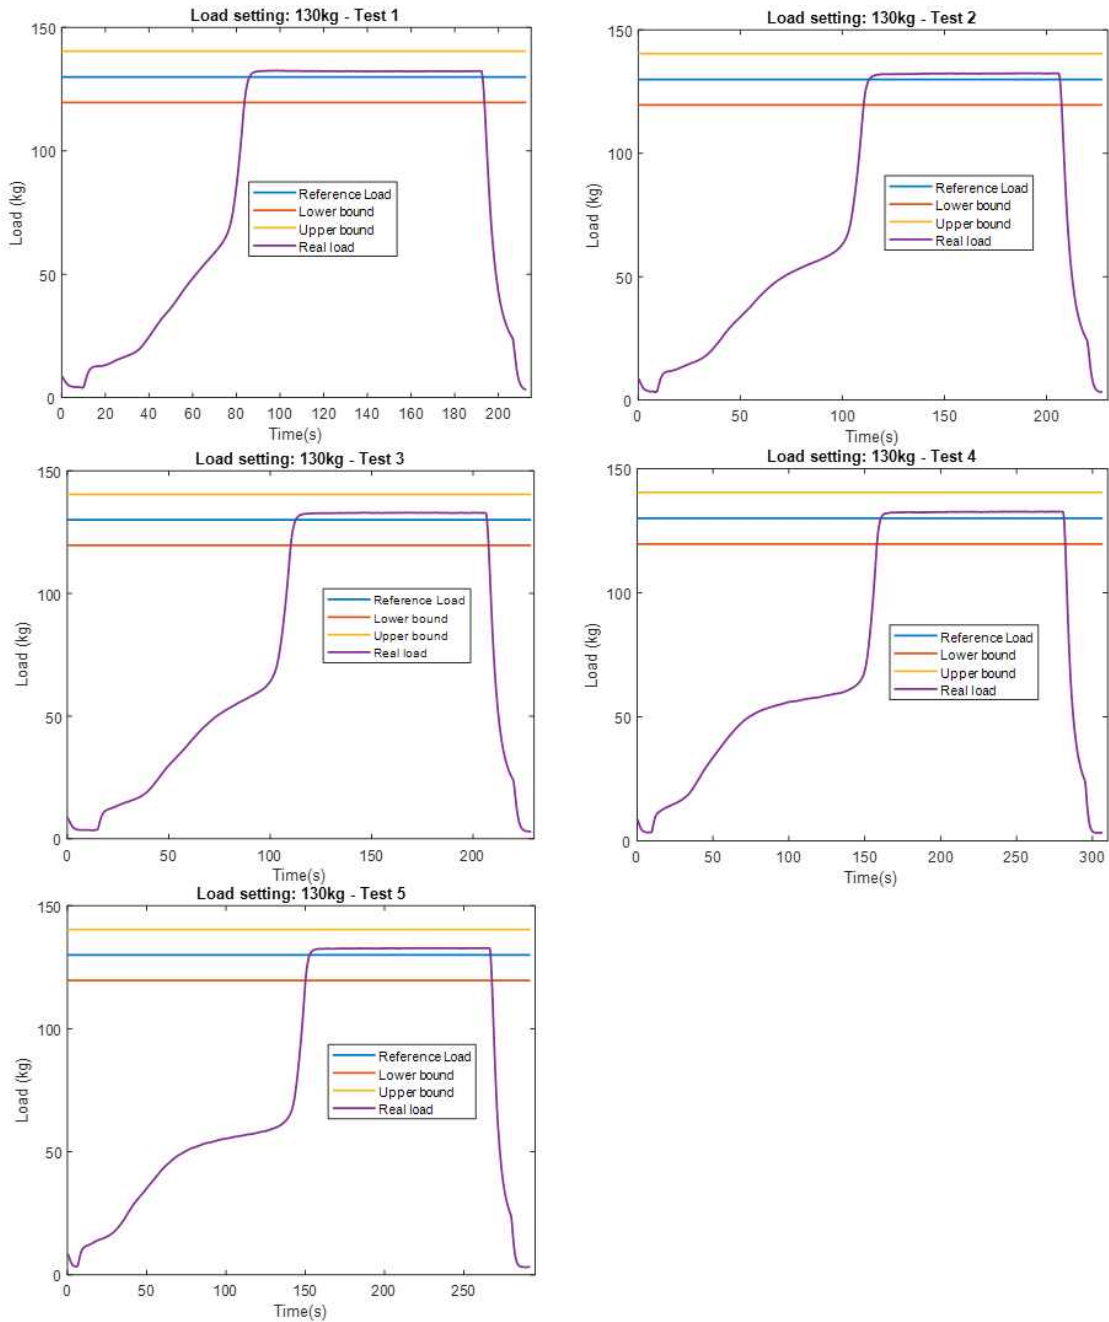 Load setting: 130kg - Test 1
150
100
50
0
Load (kg)
Reference Load
Lower bound
Upper bound
Real load
0 20 40 60 80 100 120 140 160 180 200
Time(s)
Load setting: 130kg - Test 2
150
100
50
0
Load (kg)
Reference Load
Lower bound
Upper bound
Real load
0 50 100 150 200
Time(s)
Load setting: 130kg - Test 3
150
100
50
0
Load (kg)
Reference Load
Lower bound
Upper bound
Real load
0 50 100 150 200
Time(s)
Load setting: 130kg - Test 4
150
100
50
0
Load (kg)
Reference Load
Lower bound
Upper bound
Real load
0 50 100 150 200 250 300
Time(s)
Load setting: 130kg - Test 5
150
100
50
0
Load (kg)
Reference Load
Lower bound
Upper bound
Real load
0 50 100 150 200 250
Time(s)